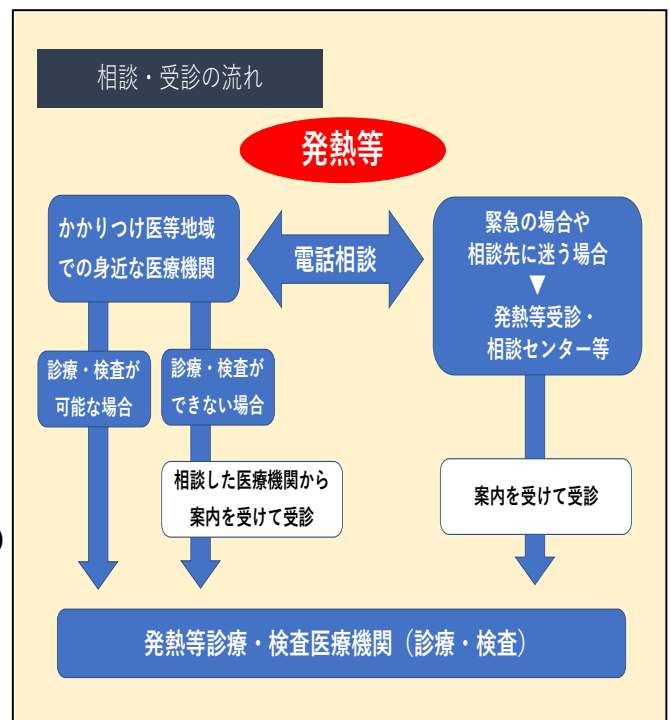 相談・受診の流れ
発熱等
かかりつけ医等地域
での身近な医療機関
電話相談
緊急の場合や
相談先に迷う場合
▼
発熱等受診・
相談センター等
診療・検査が
可能な場合
診療・検査が
できない場合
相談した医療機関から
案内を受けて受診
案内を受けて受診
発熱等診療・検査医療機関（診療・検査）
)